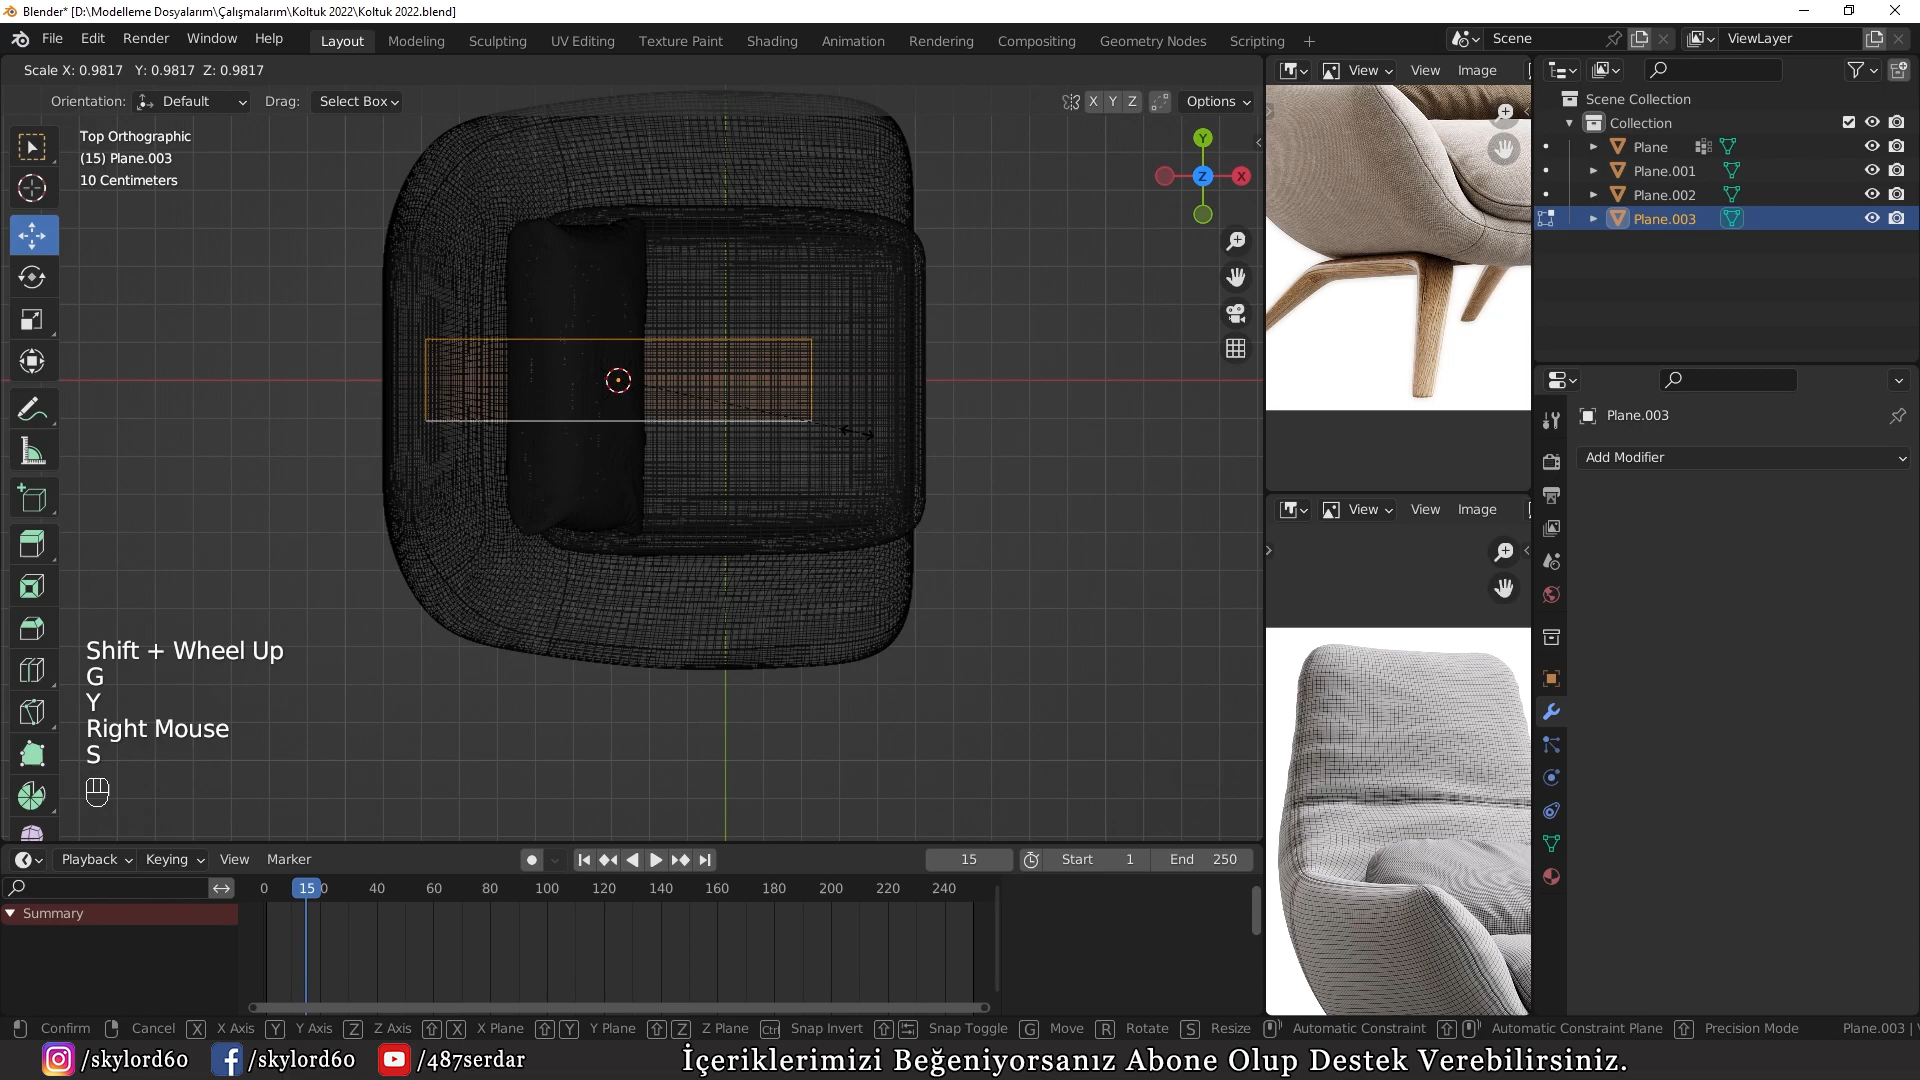 Blender* [D:\Modelleme Dosyalarım\Çalışmalarım\Koltuk 2022\Koltuk 2022.blend]
File Edit Render Window Help
Layout Modeling Sculpting UV Editing Texture Paint Shading Animation Rendering Compositing Geometry Nodes Scripting +
Scene ViewLayer
Scale X: 0.9817 Y: 0.9817 Z: 0.9817
Orientation: Default Drag: Select Box
X Y Z Options
Top Orthographic
(15) Plane.003
10 Centimeters
Y
Z
X
View View Image
Scene Collection
Collection
Plane
Plane.001
Plane.002
Plane.003
Plane.003
Add Modifier
View View Image
Shift + Wheel Up
G
Y
Right Mouse
S
Playback Keying View Marker
15 Start 1 End 250
0 15 40 60 80 100 120 140 160 180 200 220 240
Summary
Confirm Cancel X X Axis Y Y Axis Z Z Axis X X Plane Y Y Plane Z Z Plane Ctrl Snap Invert Snap Toggle G Move R Rotate S Resize Automatic Constraint Automatic Constraint Plane Precision Mode Plane.003 |
/skylord60 /skylord60 /487serdar
İçeriklerimizi Beğeniyorsanız Abone Olup Destek Verebilirsiniz.